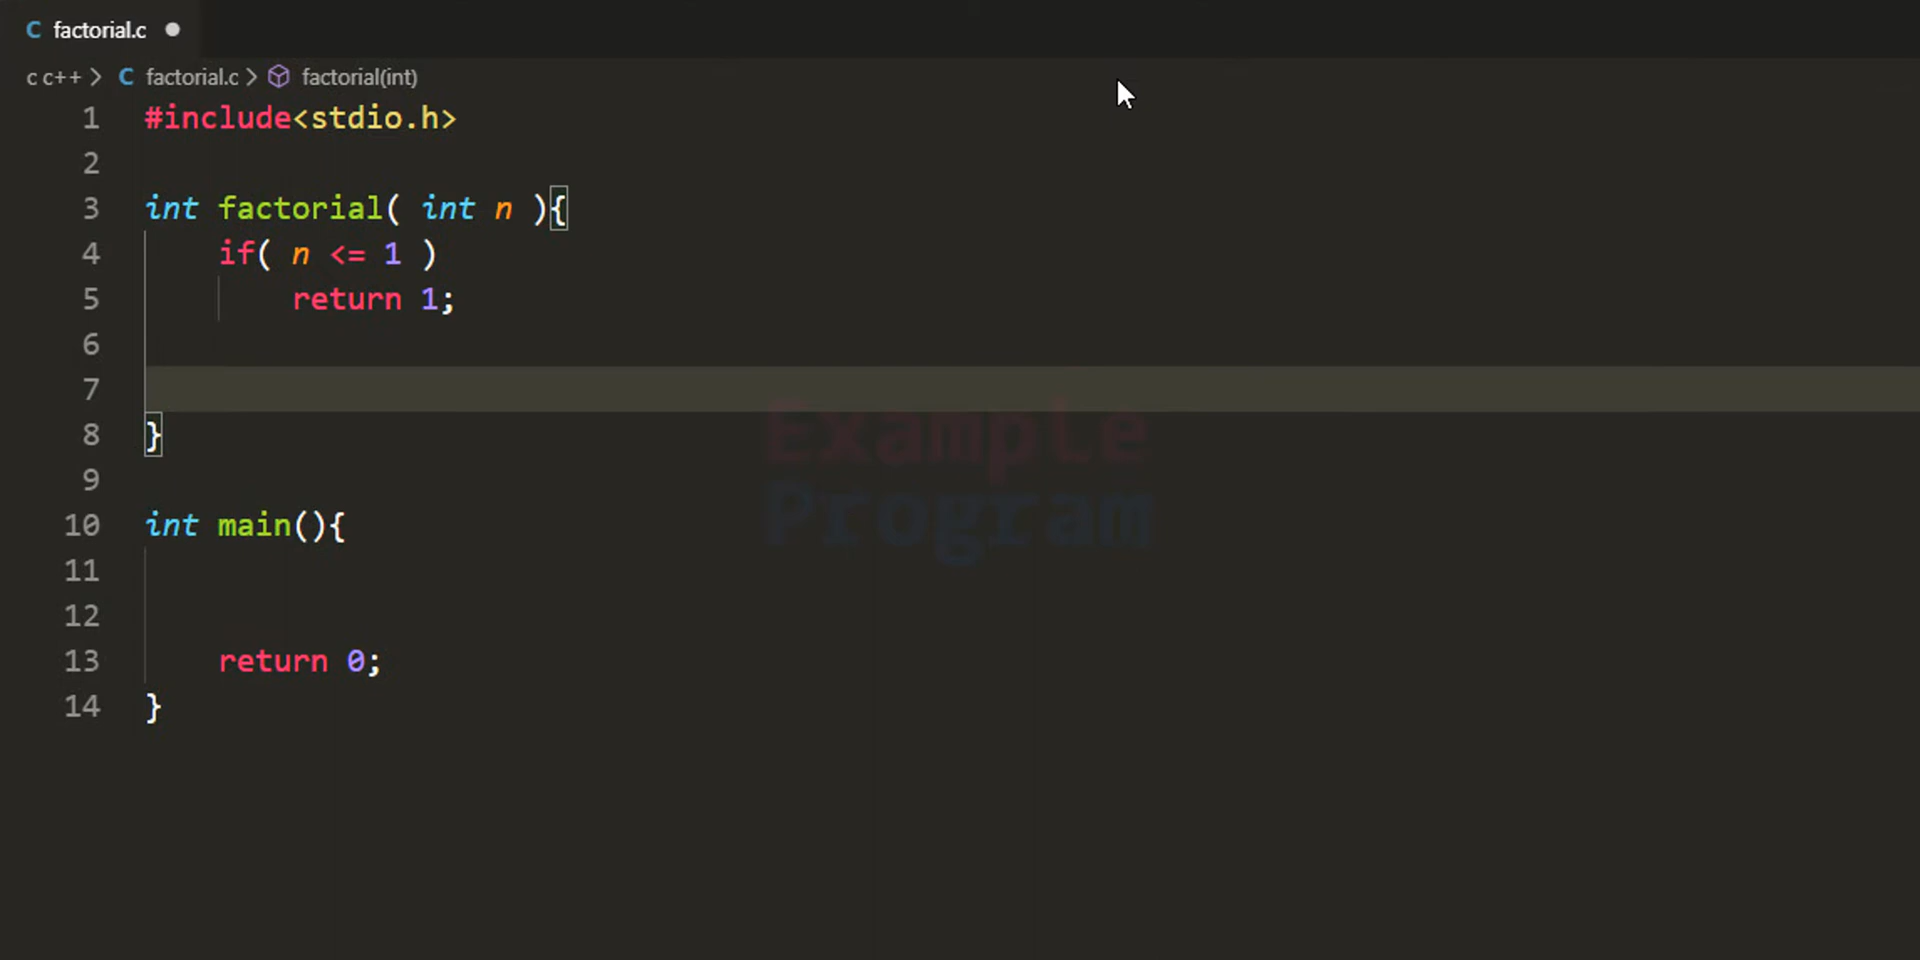 C factorial.c
c c++ > C factorial.c > factorial(int)
1 #include<stdio.h>
2
3 int factorial( int n ){
4 if( n <= 1 )
5 return 1;
6
7
8 }
9
10 int main(){
11
12
13 return 0;
14 }
Example
Program